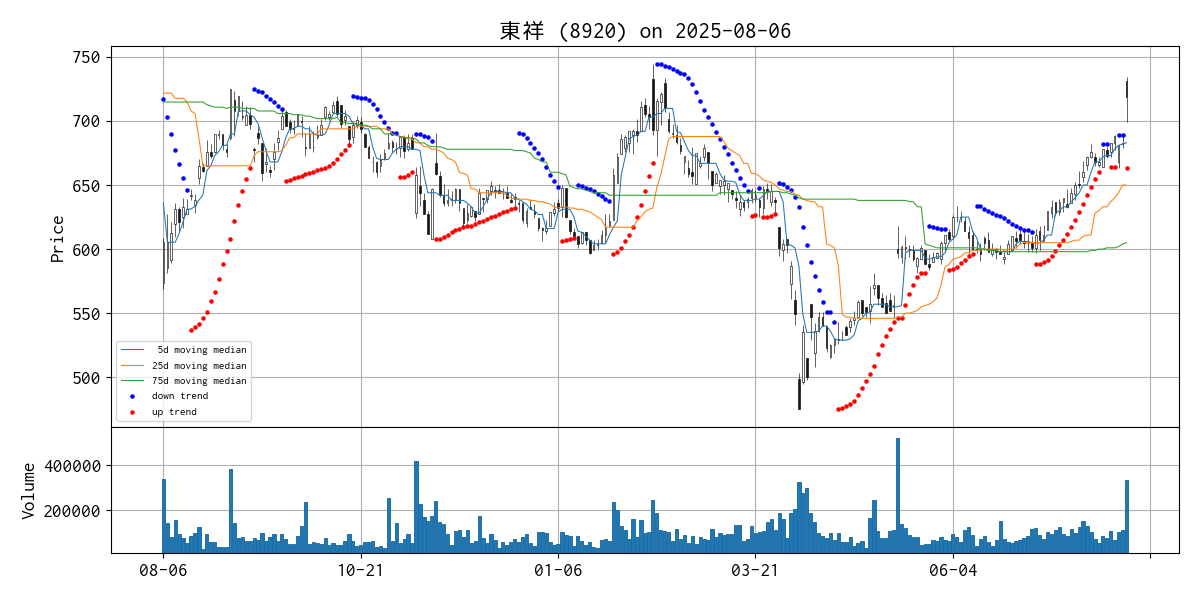 東祥 (8920) on 2025-08-06
750
700
650
600
550
500
Price
5d moving median
25d moving median
75d moving median
down trend
up trend
400000
200000
Volume
08-06
10-21
01-06
03-21
06-04